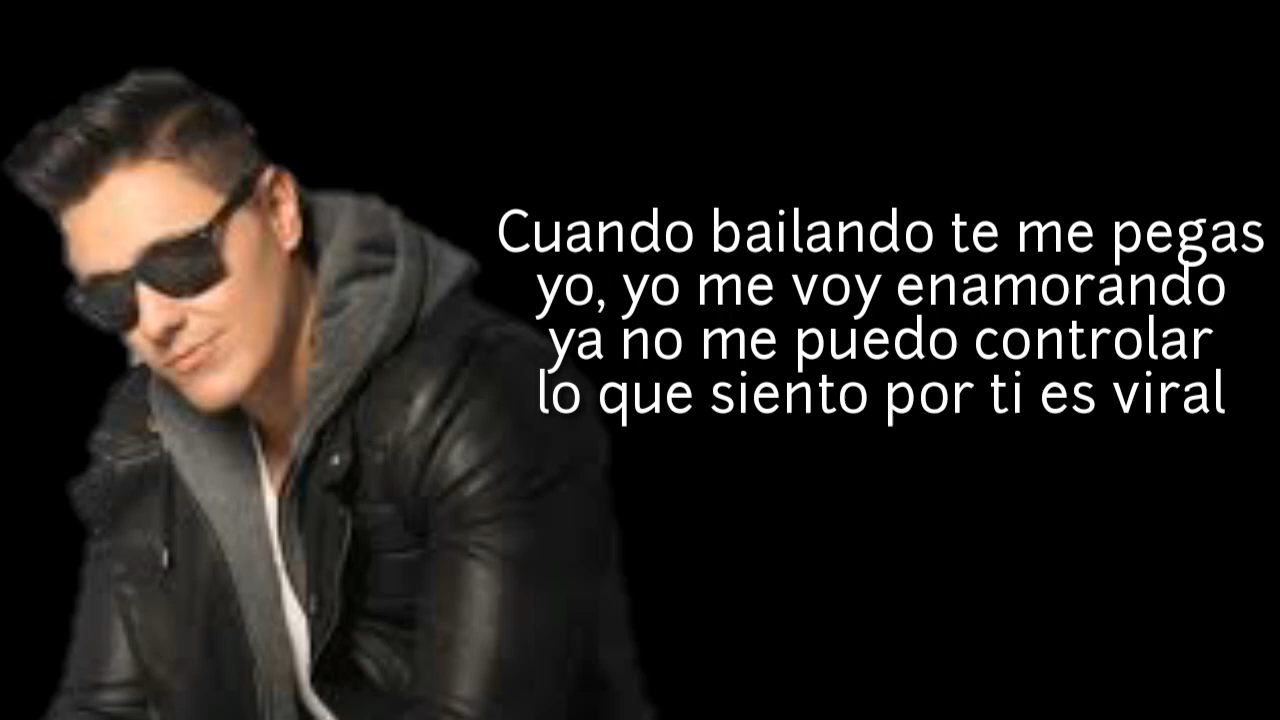 Cuando bailando te me pegas
yo, yo me voy enamorando
ya no me puedo controlar
lo que siento por ti es viral